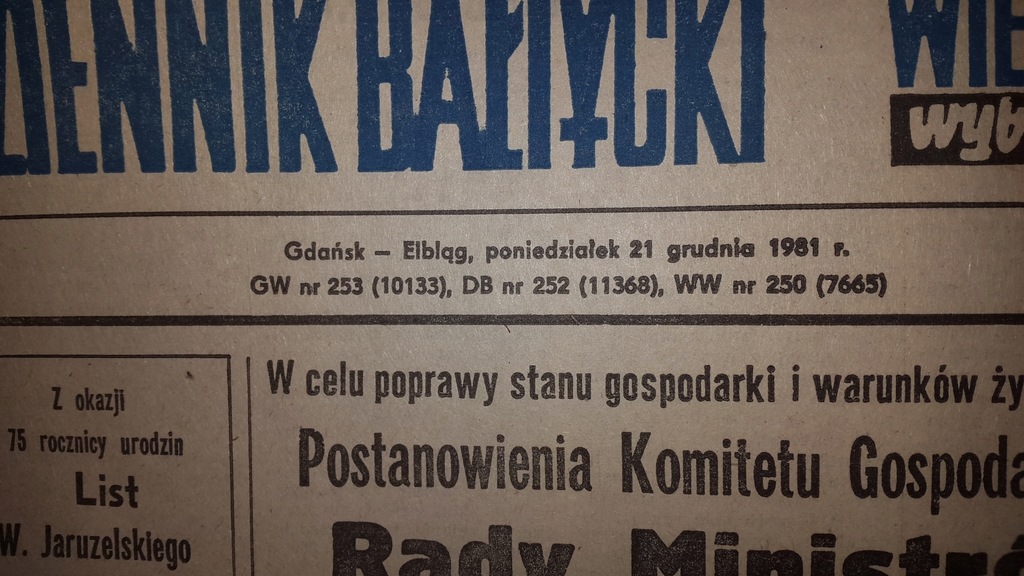 DZIENNIK BAŁTYCKI
Gdańsk – Elbląg, poniedziałek 21 grudnia 1981 r.
GW nr 253 (10133), DB nr 252 (11368), WW nr 250 (7665)
Z okazji
75 rocznicy urodzin
List
W. Jaruzelskiego
W celu poprawy stanu gospodarki i warunków
Postanowienia Komitetu
Rady